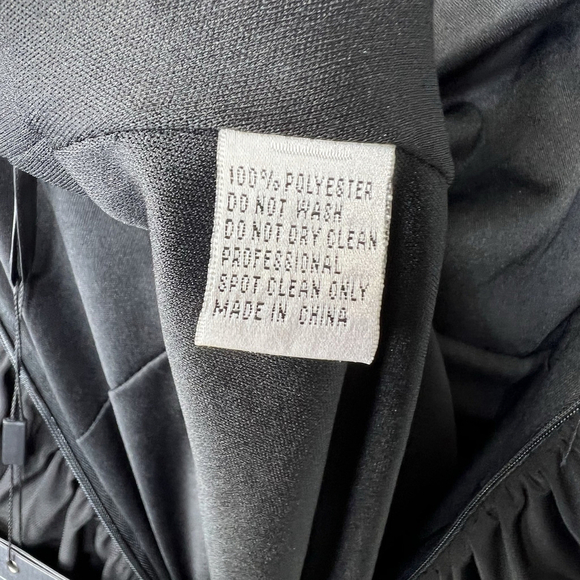 100% POLYESTER
DO NOT WASH
DO NOT DRY CLEAN
PROFESSIONAL
SPOT CLEAN ONLY
MADE IN CHINA